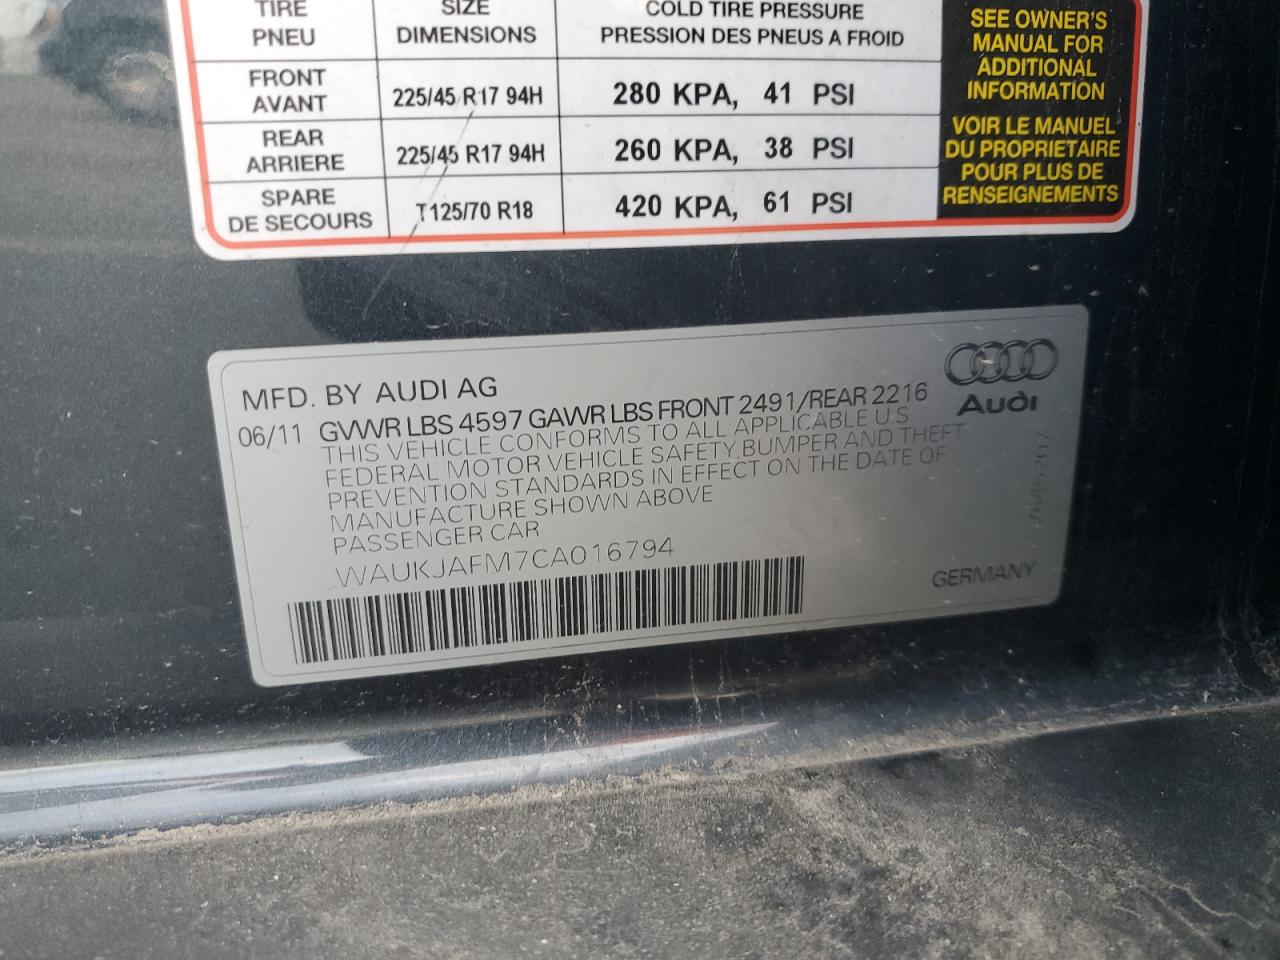 TIRE SIZE COLD TIRE PRESSURE
PNEU DIMENSIONS PRESSION DES PNEUS A FROID
FRONT
AVANT 225/45 R17 94H 280 KPA, 41 PSI
REAR
ARRIERE 225/45 R17 94H 260 KPA, 38 PSI
SPARE
DE SECOURS T125/70 R18 420 KPA, 61 PSI
SEE OWNER'S
MANUAL FOR
ADDITIONAL
INFORMATION
VOIR LE MANUEL
DU PROPRIETAIRE
POUR PLUS DE
RENSEIGNEMENTS
MFD. BY AUDI AG
06/11 GVWR LBS 4597 GAWR LBS FRONT 2491/REAR 2216
THIS VEHICLE CONFORMS TO ALL APPLICABLE U.S
FEDERAL MOTOR VEHICLE SAFETY,BUMPER AND THEFT
PREVENTION STANDARDS IN EFFECT ON THE DATE OF
MANUFACTURE SHOWN ABOVE
PASSENGER CAR
WAUKJAFM7CA016794
Audi
GERMANY